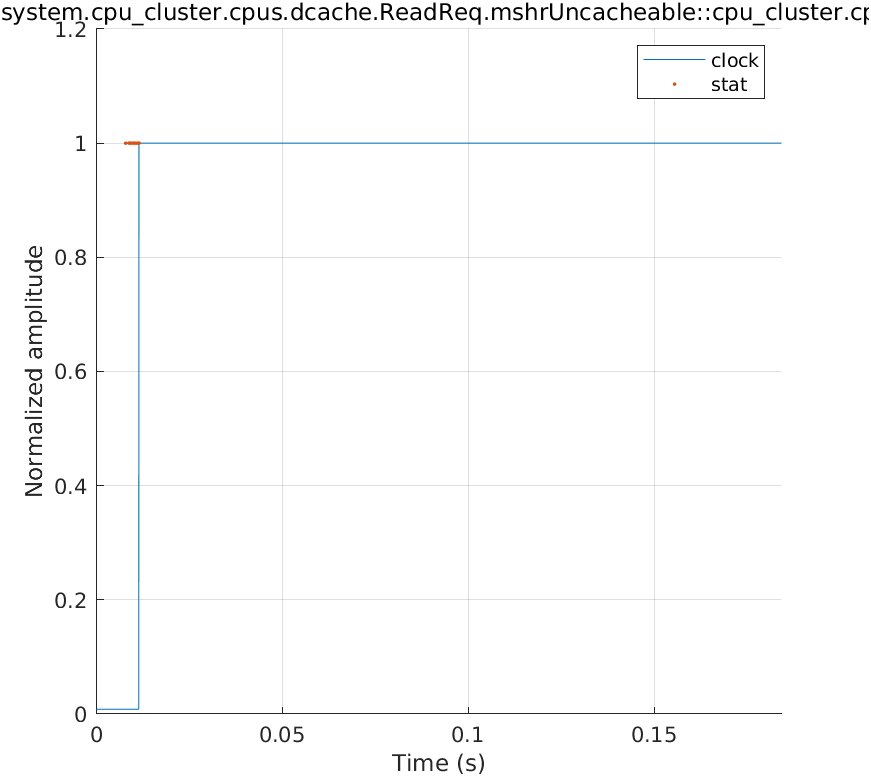 system.cpu_cluster.cpus.dcache.ReadReq.mshrUncacheable::cpu_cluster.cp
1.2
clock
stat
1
0.8
0.6
0.4
0.2
0
Normalized amplitude
0
0.05
0.1
0.15
Time (s)